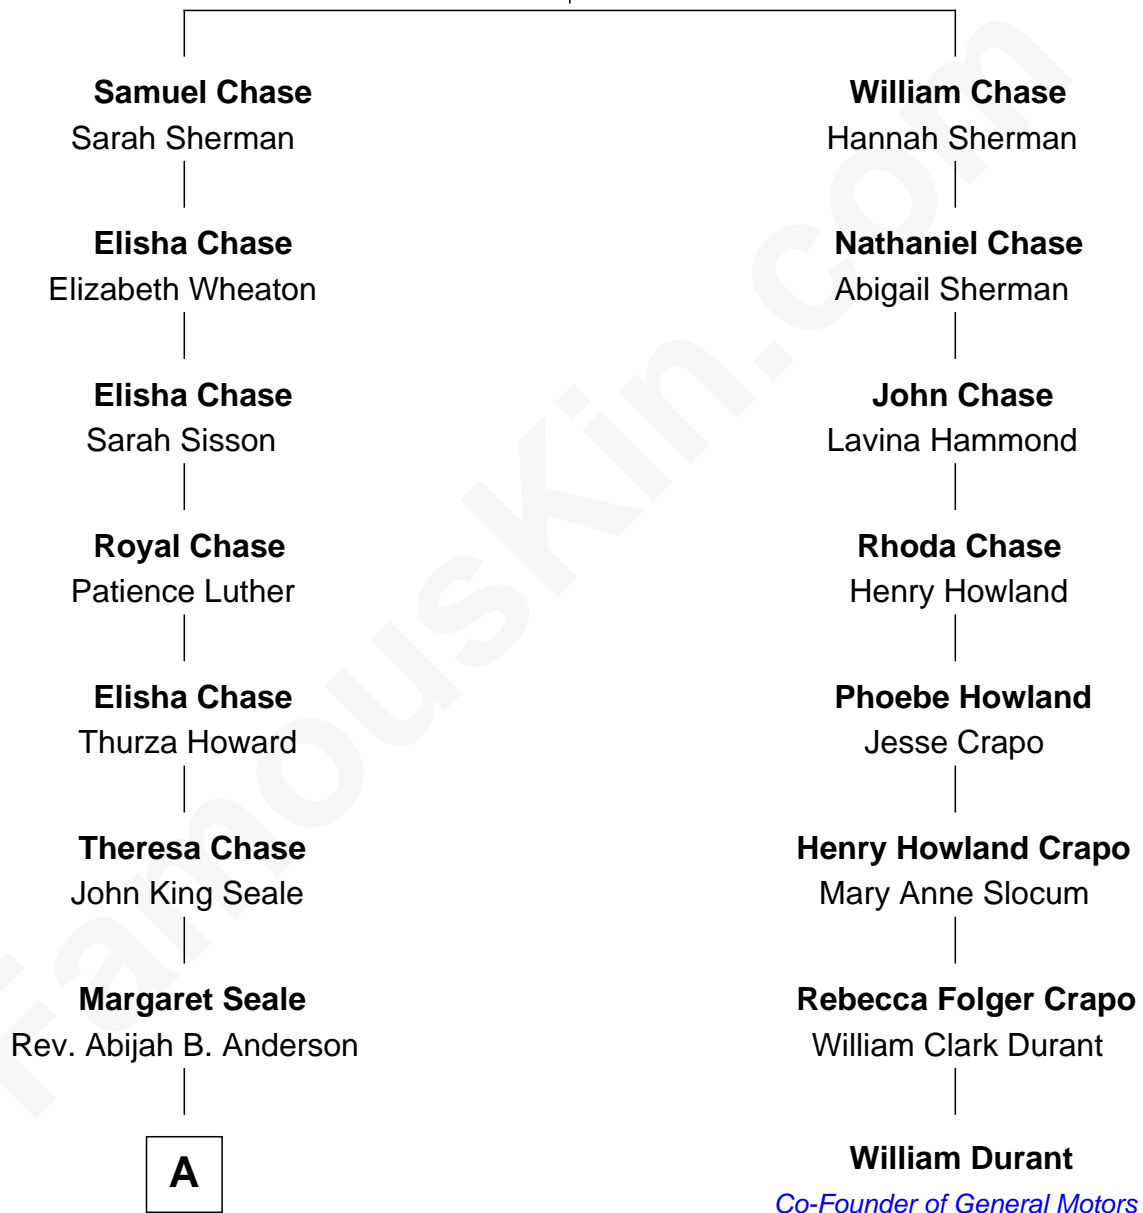 Samuel Chase
Sarah Sherman
Elisha Chase
Elizabeth Wheaton
Elisha Chase
Sarah Sisson
Royal Chase
Patience Luther
Elisha Chase
Thurza Howard
Theresa Chase
John King Seale
Margaret Seale
Rev. Abijah B. Anderson
A
William Chase
Hannah Sherman
Nathaniel Chase
Abigail Sherman
John Chase
Lavina Hammond
Rhoda Chase
Henry Howland
Phoebe Howland
Jesse Crapo
Henry Howland Crapo
Mary Anne Slocum
Rebecca Folger Crapo
William Clark Durant
William Durant
Co-Founder of General Motors
FamousKin.com